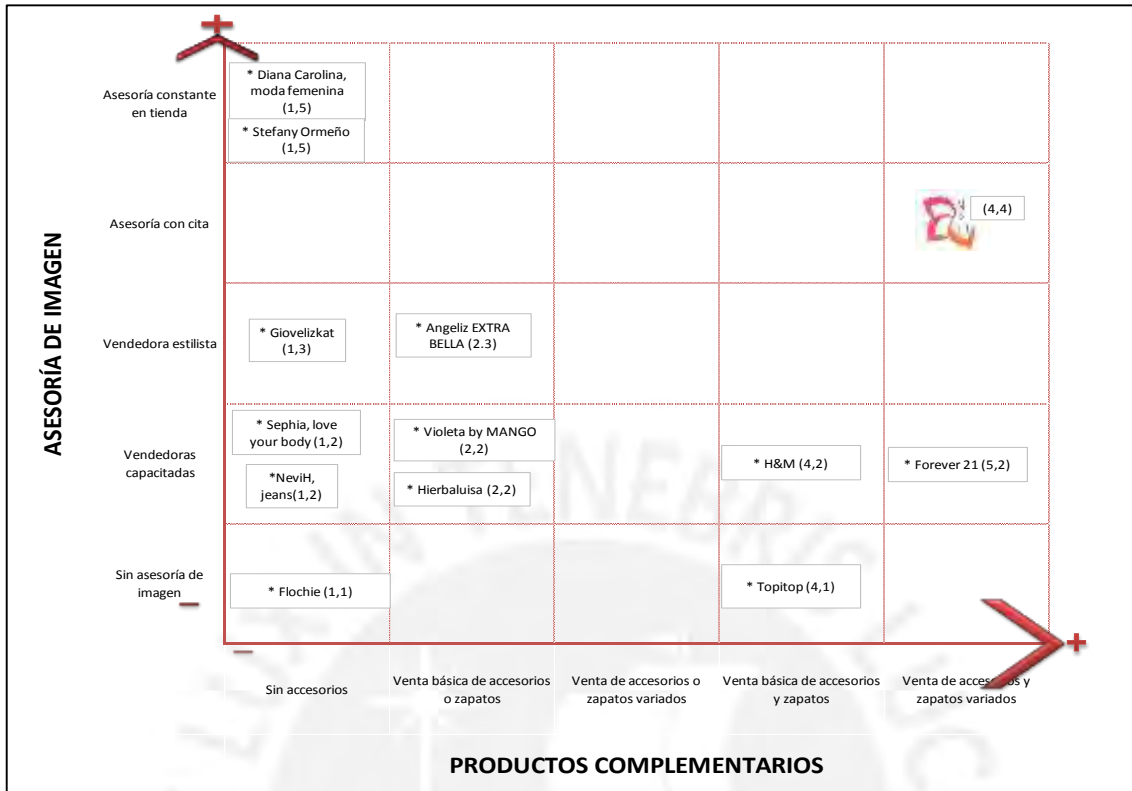 +
Asesoría constante
en tienda
* Diana Carolina,
moda femenina
(1,5)
* Stefany Ormeño
(1,5)
Asesoría con cita
(4,4)
ASESORÍA DE IMAGEN
Vendedora estilista
* Giovelizkat
(1,3)
* Angeliz EXTRA
BELLA (2.3)
Vendedoras
capacitadas
* Sephia, love
your body (1,2)
*NeviH,
jeans(1,2)
* Violeta by MANGO
(2,2)
* Hierbaluisa (2,2)
* H&M (4,2)
* Forever 21 (5,2)
Sin asesoría de
imagen
* Flochie (1,1)
* Topitop (4,1)
−
−
+
Sin accesorios
Venta básica de accesorios
o zapatos
Venta de accesorios o
zapatos variados
Venta básica de accesorios
y zapatos
Venta de accesorios y
zapatos variados
PRODUCTOS COMPLEMENTARIOS
IN TENEBRIS LUC